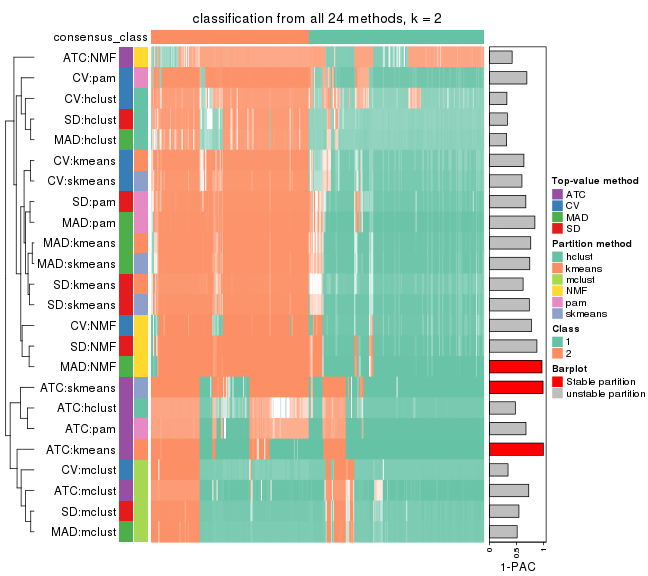 classification from all 24 methods, k = 2
consensus_class
ATC:NMF
CV:pam
CV:hclust
SD:hclust
MAD:hclust
CV:kmeans
CV:skmeans
SD:pam
MAD:pam
MAD:kmeans
MAD:skmeans
SD:kmeans
SD:skmeans
CV:NMF
SD:NMF
MAD:NMF
ATC:skmeans
ATC:hclust
ATC:pam
ATC:kmeans
CV:mclust
ATC:mclust
SD:mclust
MAD:mclust
0 0.5 1
1-PAC
Top-value method
ATC
CV
MAD
SD
Partition method
hclust
kmeans
mclust
NMF
pam
skmeans
Class
1
2
Barplot
Stable partition
unstable partition